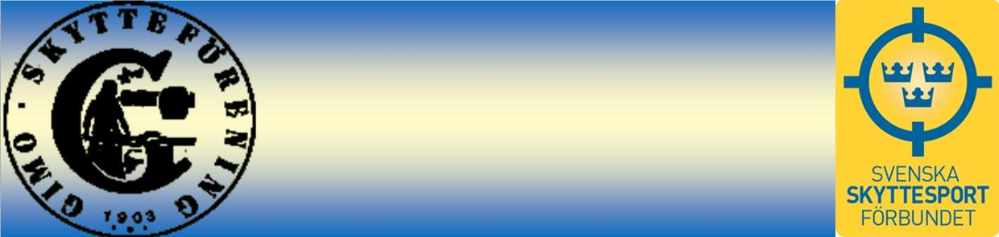 GIMO · SKYTTEFÖRENING
1903
SVENSKA
SKYTTESPORT
FÖRBUNDET